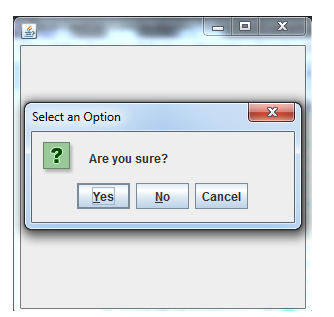 Select an Option
?
Are you sure?
Yes No Cancel